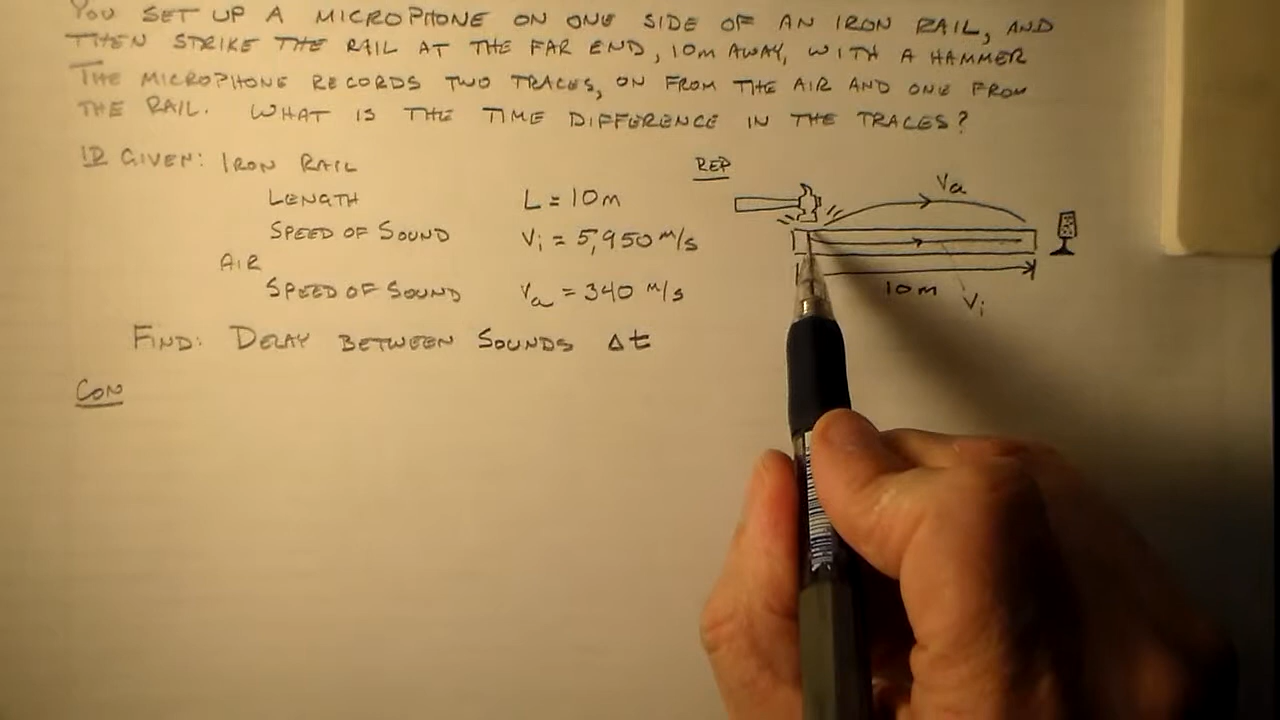 YOU SET UP A MICROPHONE ON ONE SIDE OF AN IRON RAIL, AND
THEN STRIKE THE RAIL AT THE FAR END, 10m AWAY, WITH A HAMMER
THE MICROPHONE RECORDS TWO TRACES, ON FROM THE AIR AND ONE FROM
THE RAIL. WHAT IS THE TIME DIFFERENCE IN THE TRACES?
ID GIVEN: IRON RAIL
LENGTH L = 10m
SPEED OF SOUND Vi = 5,950 m/s
AIR
SPEED OF SOUND Va = 340 m/s
FIND: DELAY BETWEEN SOUNDS Δt
CON
REP
Va
10m
Vi